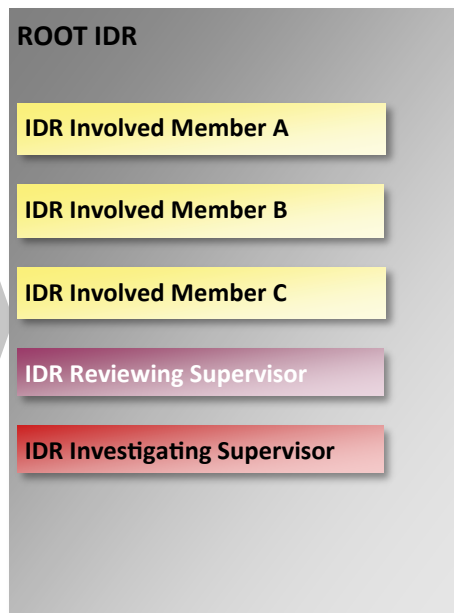 ROOT IDR
IDR Involved Member A
IDR Involved Member B
IDR Involved Member C
IDR Reviewing Supervisor
IDR Investigating Supervisor